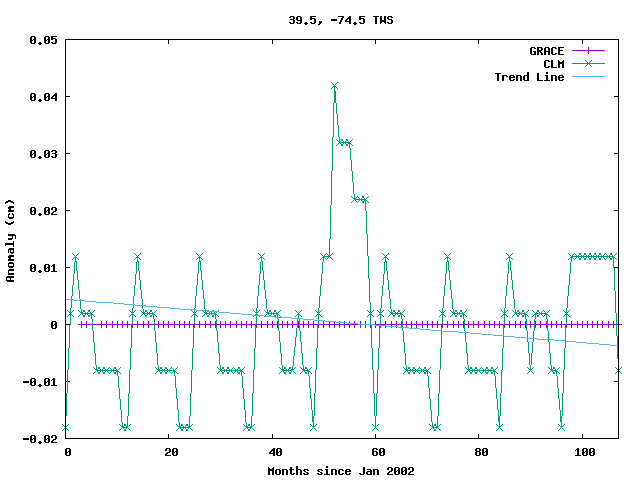 39.5, -74.5 TWS
GRACE
CLM
Trend Line
0.05
0.04
0.03
0.02
0.01
0
-0.01
-0.02
Anomaly (cm)
0 20 40 60 80 100
Months since Jan 2002